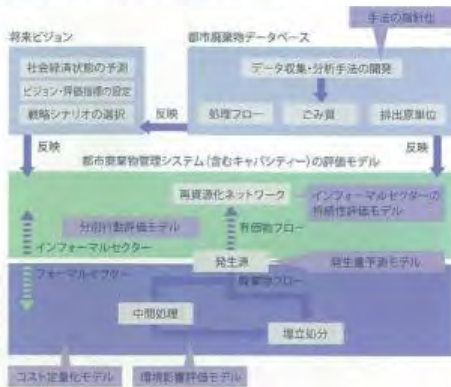 手法の指針化
将来ビジョン
都市廃棄物データベース
社会経済状態の予測
ビジョン・評価指標の設定
戦略シナリオの選択
データ収集・分析手法の開発
反映
処理フロー
ごみ質
排出原単位
反映
反映
都市廃棄物管理システム(含むキャパシティー)の評価モデル
再資源化ネットワーク
インフォーマルセクターの
持続性評価モデル
分別行動評価モデル
有価物フロー
インフォーマルセクター
発生源
発生量予測モデル
フォーマルセクター
廃棄物フロー
中間処理
埋立処分
コスト定量化モデル
環境影響評価モデル